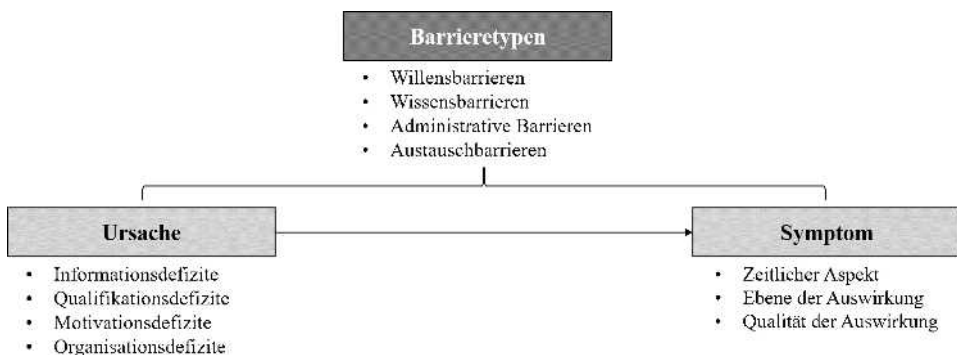 Barrieretypen
• Willensbarrieren
• Wissensbarrieren
• Administrative Barrieren
• Austauschbarrieren
Ursache
• Informationsdefizite
• Qualifikationsdefizite
• Motivationsdefizite
• Organisationsdefizite
Symptom
• Zeitlicher Aspekt
• Ebene der Auswirkung
• Qualität der Auswirkung